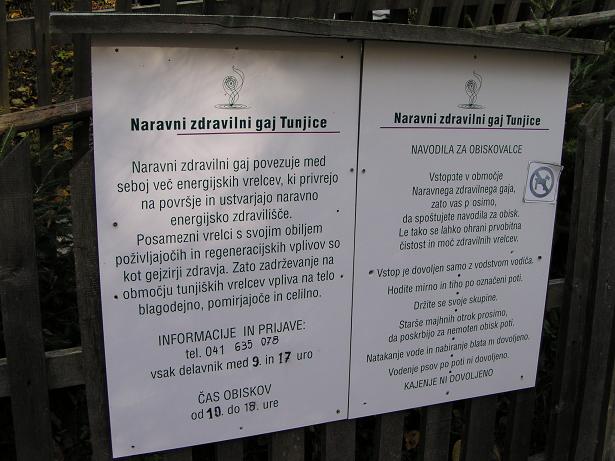 Naravni zdravilni gaj Tunjice
Naravni zdravilni gaj povezuje med
seboj več energijskih vrelcev, ki privrejo
na površje in ustvarjajo naravno
energijsko zdravilišče.
Posamezni vrelci s svojim obiljem
poživljajočih in regeneracijskih vplivov so
kot gejzirji zdravja. Zato zadrževanje na
območju tunjiških vrelcev vpliva na telo
blagodejno, pomirjajoče in celilno.
INFORMACIJE IN PRIJAVE:
tel. 041 635 078
vsak delavnik med 9. in 17 uro
ČAS OBISKOV
od 10. do 18. ure
Naravni zdravilni gaj Tunjice
NAVODILA ZA OBISKOVALCE
Vstopate v območje
Naravnega zdravilnega gaja,
zato vas p osimo,
da spoštujete navodila za obisk.
Le tako se lahko ohrani prvobitna
čistost in moč zdravilnih vrelcev.
Vstop je dovoljen samo z vodstvom vodiča.
Hodite mirno in tiho po označeni poti.
Držite se svoje skupine.
Starše majhnih otrok prosimo,
da poskrbijo za nemoten obisk poti.
Natakanje vode in nabiranje blata ni dovoljeno.
Vodenje psov po poti ni dovoljeno.
KAJENJE NI DOVOLJENO